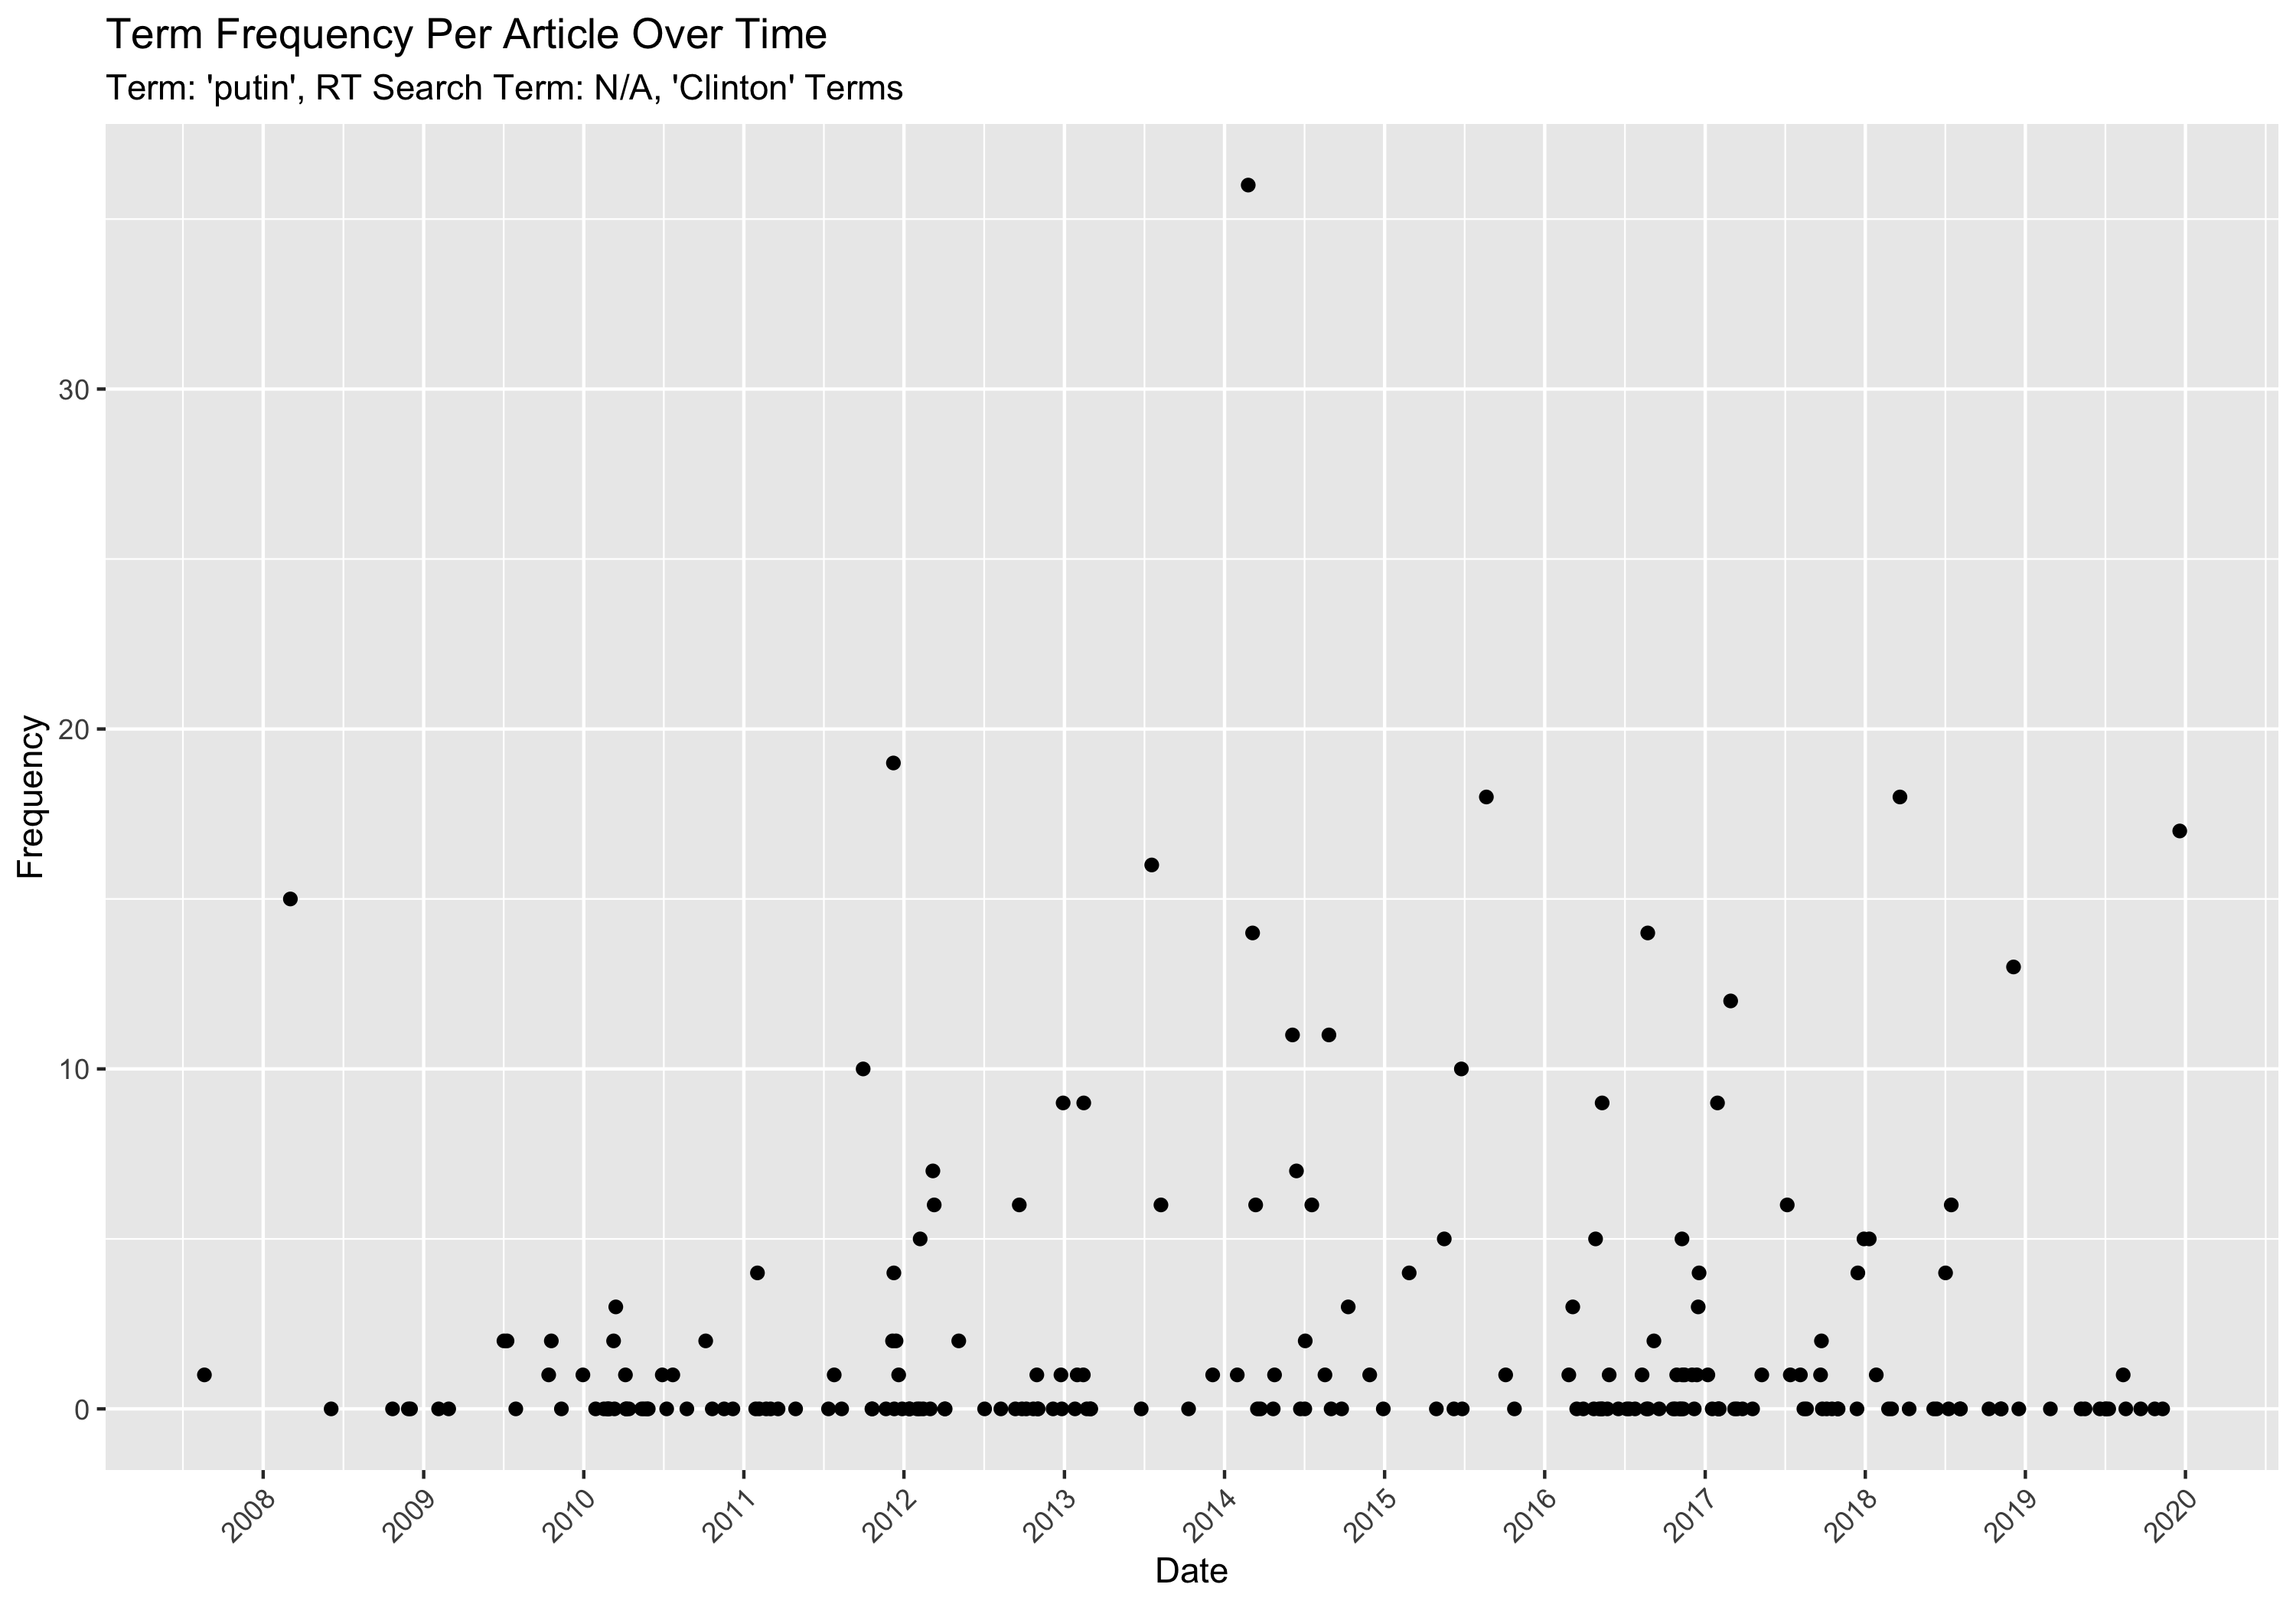 Term Frequency Per Article Over Time
Term: 'putin', RT Search Term: N/A, 'Clinton' Terms
Frequency
30
20
10
0
2008 2009 2010 2011 2012 2013 2014 2015 2016 2017 2018 2019 2020
Date